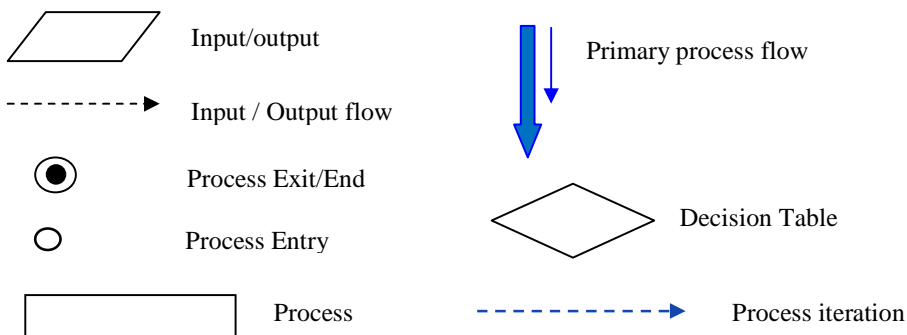 Input/output
Input / Output flow
Process Exit/End
Process Entry
Process
Primary process flow
Decision Table
Process iteration